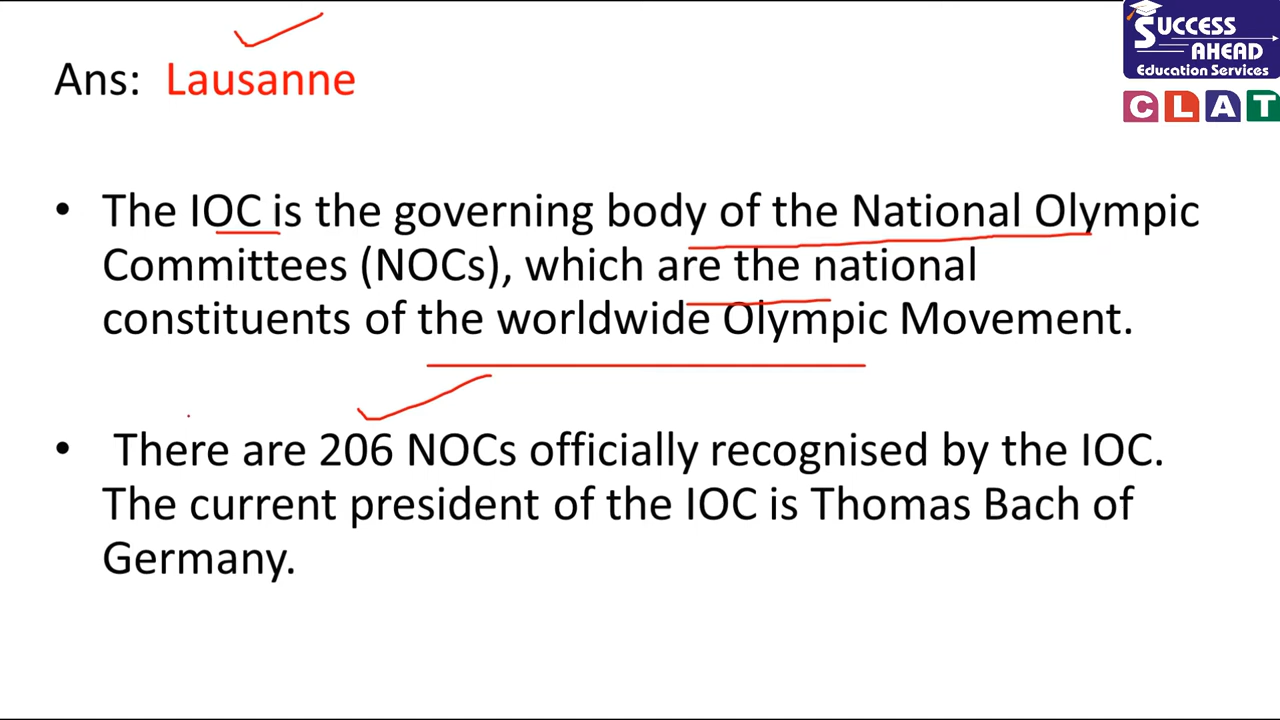 SUCCESS
AHEAD
Education Services
CLAT
Ans: Lausanne
• The IOC is the governing body of the National Olympic
Committees (NOCs), which are the national
constituents of the worldwide Olympic Movement.
• There are 206 NOCs officially recognised by the IOC.
The current president of the IOC is Thomas Bach of
Germany.